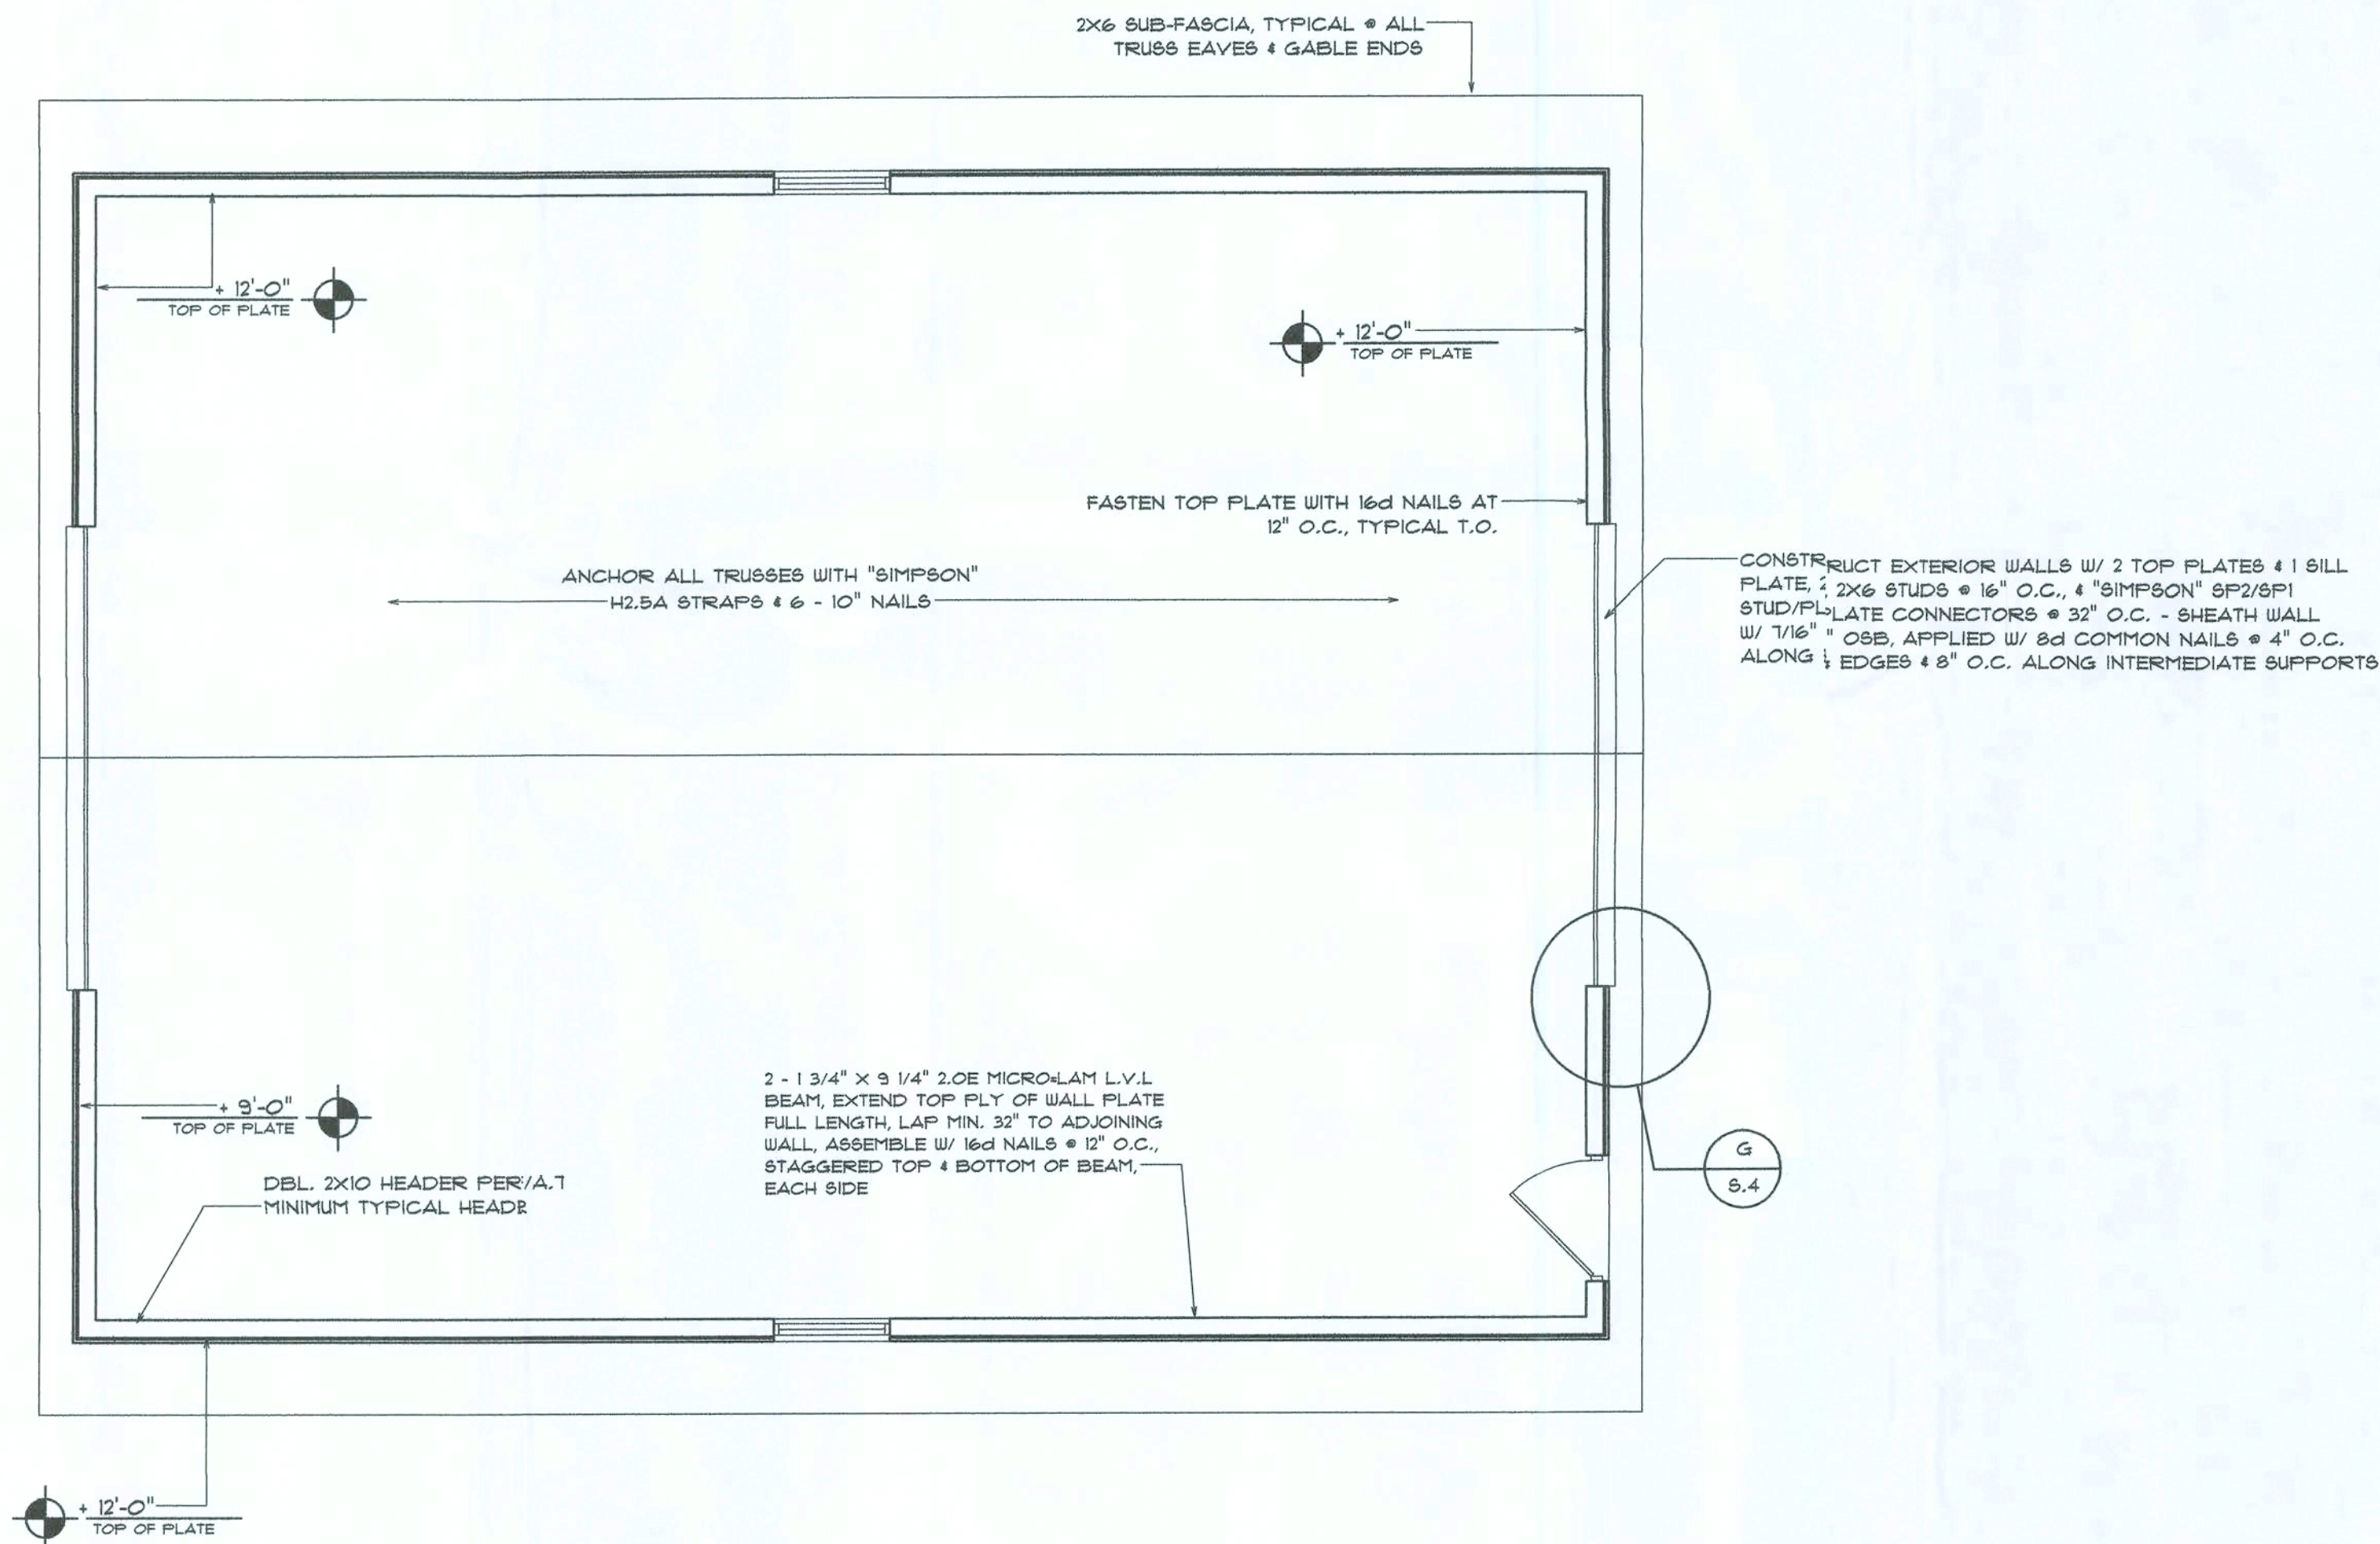 2X6 SUB-FASCIA, TYPICAL @ ALL
TRUSS EAVES & GABLE ENDS
+ 12'-0"
TOP OF PLATE
+ 12'-0"
TOP OF PLATE
FASTEN TOP PLATE WITH 16d NAILS AT
12" O.C., TYPICAL T.O.
ANCHOR ALL TRUSSES WITH "SIMPSON"
H2.5A STRAPS & 6 - 10" NAILS
CONSTRRUCT EXTERIOR WALLS W/ 2 TOP PLATES & 1 SILL
PLATE, 2X6 STUDS @ 16" O.C., & "SIMPSON" SP2/SP1
STUD/PLLATE CONNECTORS @ 32" O.C. - SHEATH WALL
W/ 7/16" " OSB, APPLIED W/ 8d COMMON NAILS @ 4" O.C.
ALONG EDGES & 8" O.C. ALONG INTERMEDIATE SUPPORTS
+ 9'-0"
TOP OF PLATE
2 - 1 3/4" X 9 1/4" 2.0E MICRO=LAM L.V.L
BEAM, EXTEND TOP PLY OF WALL PLATE
FULL LENGTH, LAP MIN. 32" TO ADJOINING
WALL, ASSEMBLE W/ 16d NAILS @ 12" O.C.,
STAGGERED TOP & BOTTOM OF BEAM,
EACH SIDE
DBL. 2X10 HEADER PER/A.7
MINIMUM TYPICAL HEADR
G
S.4
+ 12'-0"
TOP OF PLATE